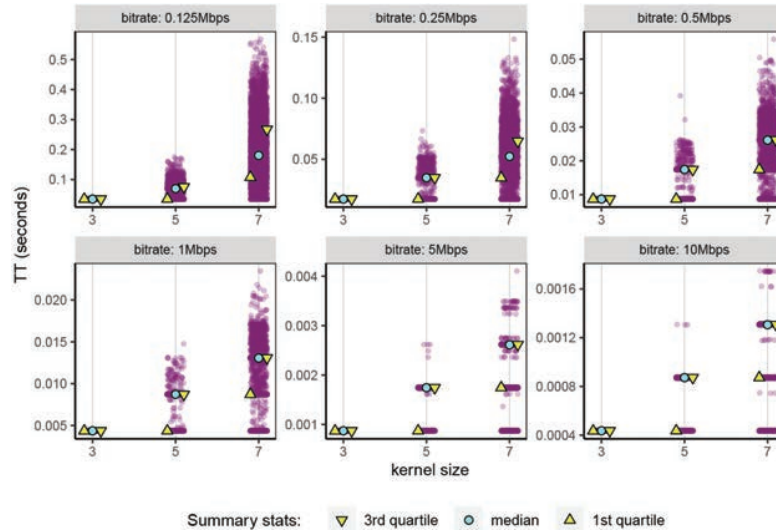 bitrate: 0.125Mbps
bitrate: 0.25Mbps
bitrate: 0.5Mbps
0.5
0.4
0.3
0.2
0.1
0.15
0.10
0.05
0.05
0.04
0.03
0.02
0.01
3 5 7
3 5 7
3 5 7
TT (seconds)
bitrate: 1Mbps
bitrate: 5Mbps
bitrate: 10Mbps
0.020
0.015
0.010
0.005
0.004
0.003
0.002
0.001
0.0016
0.0012
0.0008
0.0004
3 5 7
3 5 7
3 5 7
kernel size
Summary stats: 3rd quartile median 1st quartile